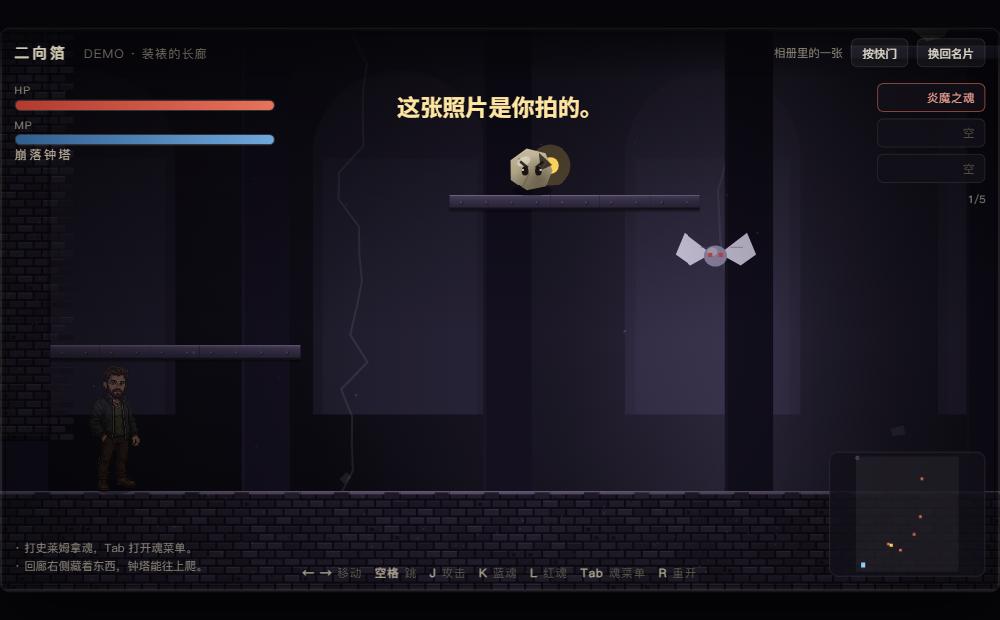 二向箔 DEMO · 装裱的长廊
相册里的一张 按快门 换回名片
HP
MP
崩落钟塔
这张照片是你拍的。
炎魔之魂
空
空
1/5
· 打史莱姆拿魂，Tab 打开魂菜单。
· 回廊右侧藏着东西，钟塔能往上爬。
← → 移动 空格 跳 J 攻击 K 蓝魂 L 红魂 Tab 魂菜单 R 重开